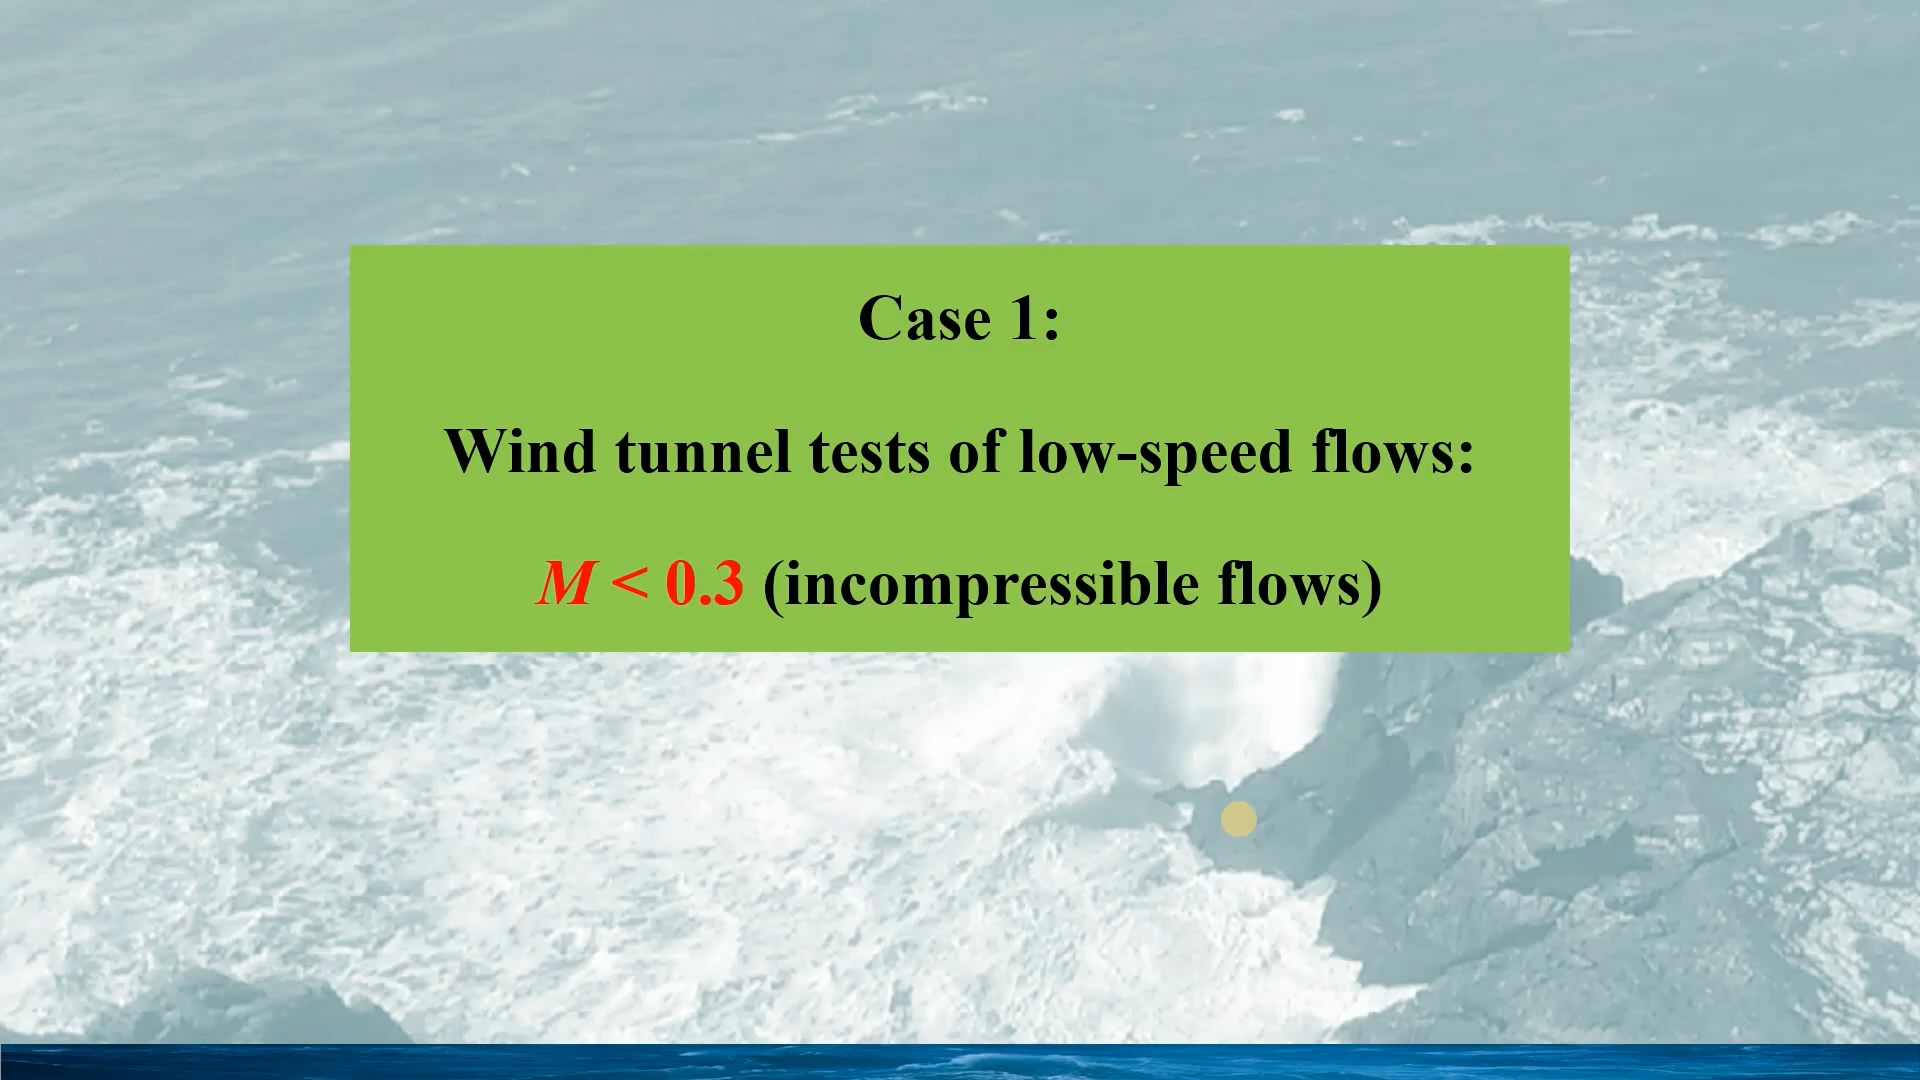 Case 1:
Wind tunnel tests of low-speed flows:
M < 0.3 (incompressible flows)